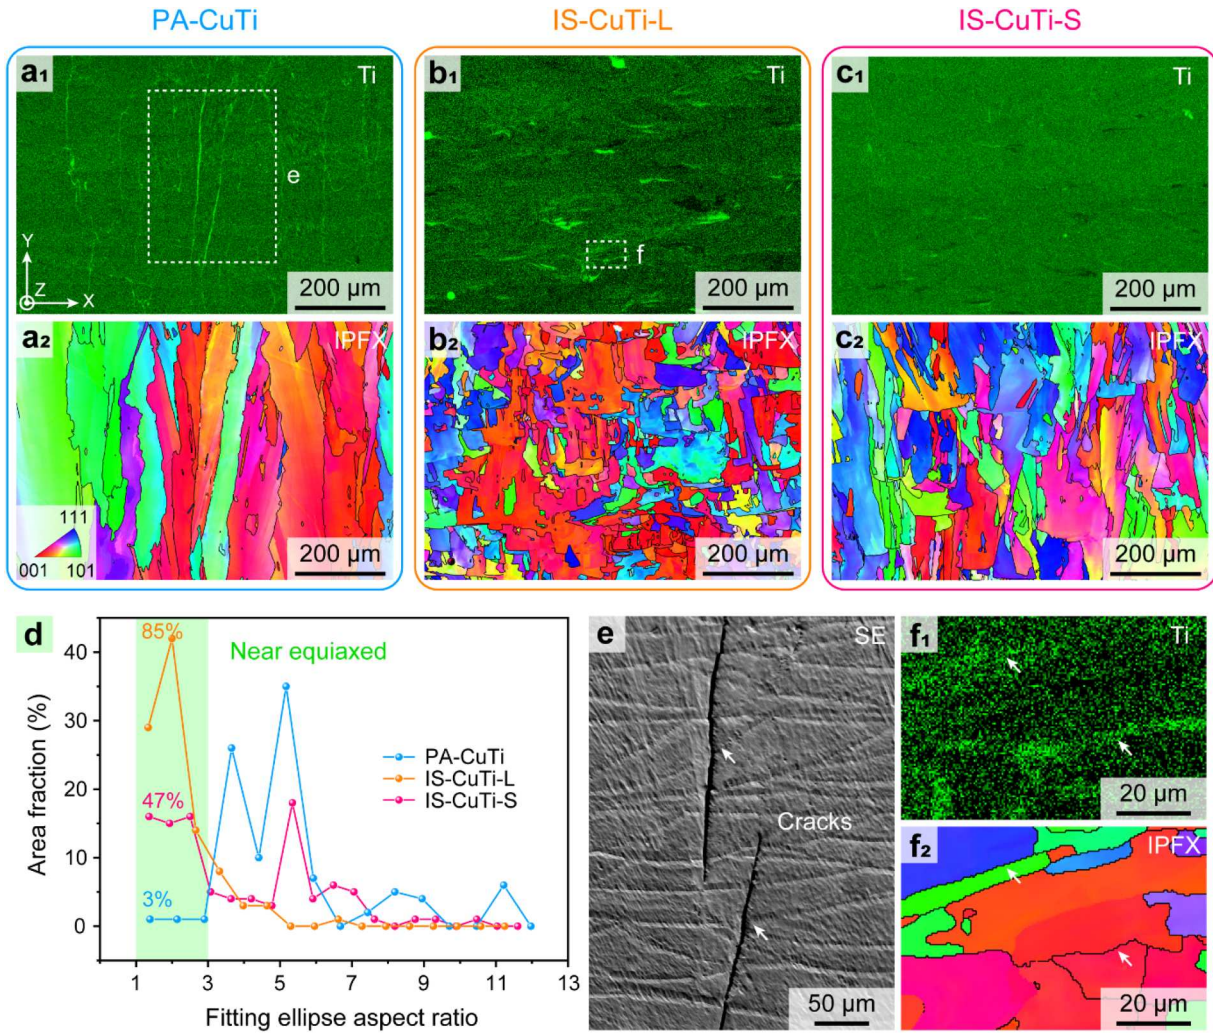 PA-CuTi
IS-CuTi-L
IS-CuTi-S
a₁ Ti
e
Y
Z
X
200 μm
b₁ Ti
f
200 μm
c₁ Ti
200 μm
a₂ IPFX
111
001 101
200 μm
b₂ IPFX
200 μm
c₂ IPFX
200 μm
d
85%
Near equiaxed
47%
3%
PA-CuTi
IS-CuTi-L
IS-CuTi-S
Area fraction (%)
40
30
20
10
0
1 3 5 7 9 11 13
Fitting ellipse aspect ratio
e SE
Cracks
50 μm
f₁ Ti
20 μm
f₂ IPFX
20 μm